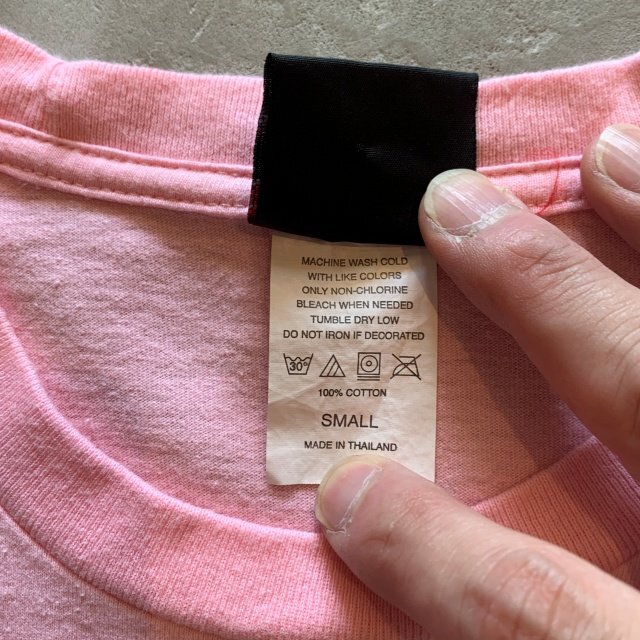 MACHINE WASH COLD
WITH LIKE COLORS
ONLY NON-CHLORINE
BLEACH WHEN NEEDED
TUMBLE DRY LOW
DO NOT IRON IF DECORATED
30°
100% COTTON
SMALL
MADE IN THAILAND